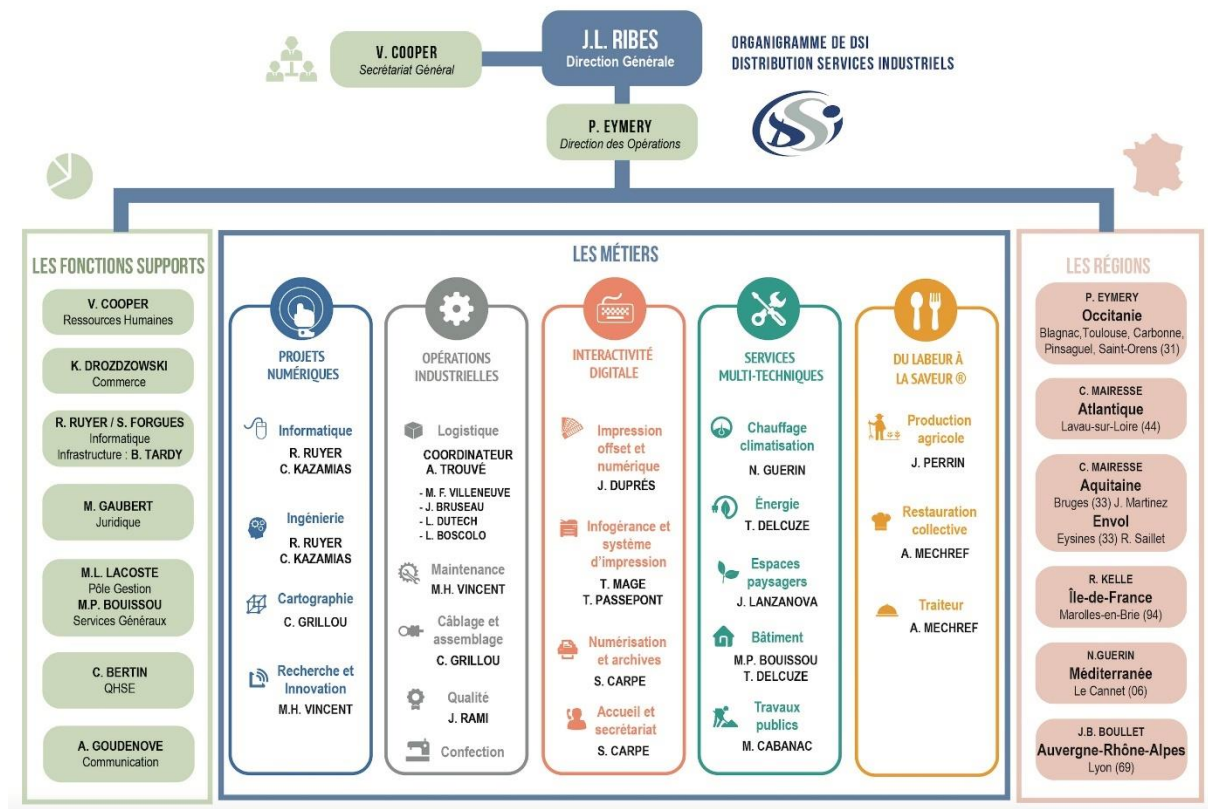 V. COOPER
Secrétariat Général
J.L. RIBES
Direction Générale
ORGANIGRAMME DE DSI
DISTRIBUTION SERVICES INDUSTRIELS
P. EYMERY
Direction des Opérations
DSi
LES FONCTIONS SUPPORTS
V. COOPER
Ressources Humaines
K. DROZDZOWSKI
Commerce
R. RUYER / S. FORGUES
Informatique
Infrastructure : B. TARDY
M. GAUBERT
Juridique
M.L. LACOSTE
Pôle Gestion
M.P. BOUISSOU
Services Généraux
C. BERTIN
QHSE
A. GOUDENOVE
Communication
LES MÉTIERS
PROJETS
NUMÉRIQUES
Informatique
R. RUYER
C. KAZAMIAS
Ingénierie
R. RUYER
C. KAZAMIAS
Cartographie
C. GRILLOU
Recherche et
Innovation
M.H. VINCENT
OPÉRATIONS
INDUSTRIELLES
Logistique
COORDINATEUR
A. TROUVÉ
- M. F. VILLENEUVE
- J. BRUSEAU
- L. DUTECH
- L. BOSCOLO
Maintenance
M.H. VINCENT
Câblage et
assemblage
C. GRILLOU
Qualité
J. RAMI
Confection
INTERACTIVITÉ
DIGITALE
Impression
offset et
numérique
J. DUPRÈS
Infogérance et
système
d'impression
T. MAGE
T. PASSEPONT
Numérisation
et archives
S. CARPE
Accueil et
secrétariat
S. CARPE
SERVICES
MULTI-TECHNIQUES
Chauffage
climatisation
N. GUERIN
Énergie
T. DELCUZE
Espaces
paysagers
J. LANZANOVA
Bâtiment
M.P. BOUISSOU
T. DELCUZE
Travaux
publics
M. CABANAC
DU LABEUR À
LA SAVEUR ®
Production
agricole
J. PERRIN
Restauration
collective
A. MECHREF
Traiteur
A. MECHREF
LES RÉGIONS
P. EYMERY
Occitanie
Blagnac,Toulouse, Carbonne,
Pinsaguel, Saint-Orens (31)
C. MAIRESSE
Atlantique
Lavau-sur-Loire (44)
C. MAIRESSE
Aquitaine
Bruges (33) J. Martinez
Envol
Eysines (33) R. Saillet
R. KELLE
Île-de-France
Marolles-en-Brie (94)
N.GUERIN
Méditerranée
Le Cannet (06)
J.B. BOULLET
Auvergne-Rhône-Alpes
Lyon (69)